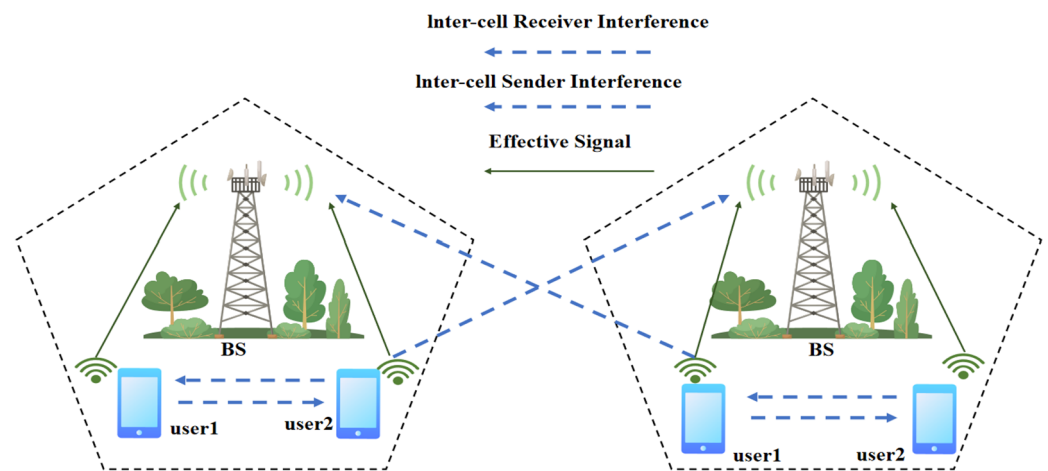 Inter-cell Receiver Interference
Inter-cell Sender Interference
Effective Signal
BS
BS
user1
user2
user1
user2